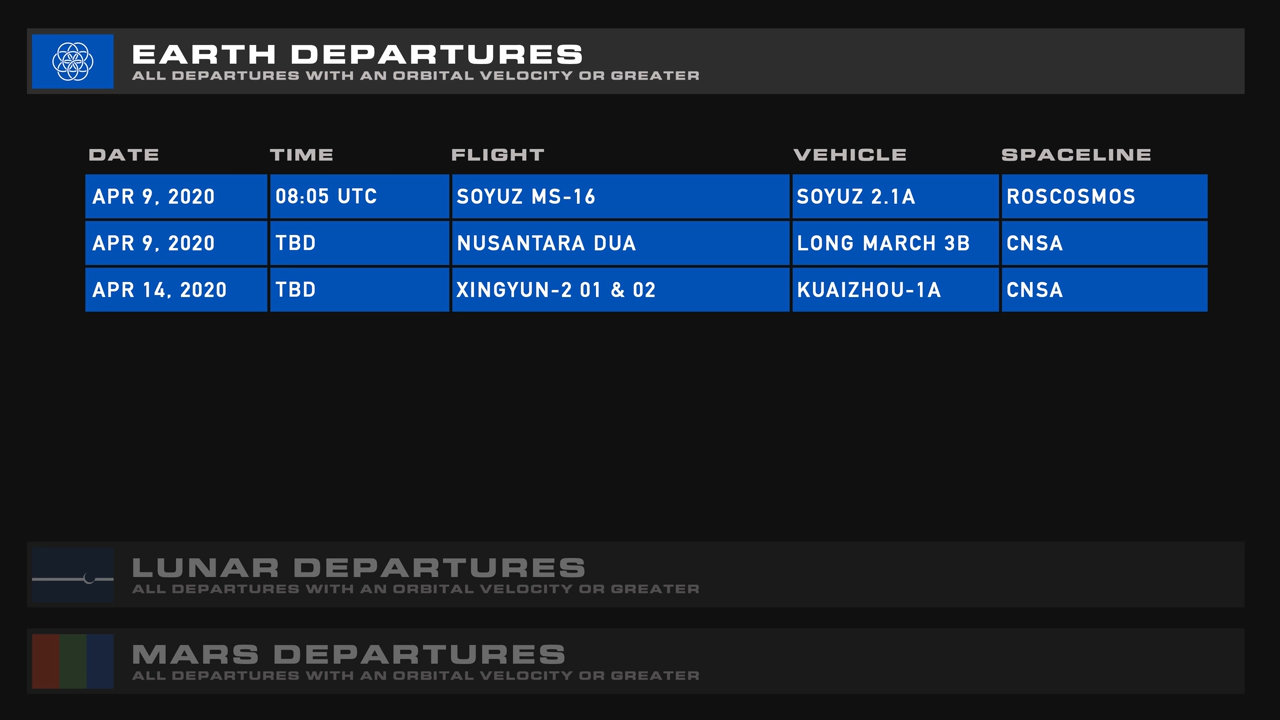 EARTH DEPARTURES
ALL DEPARTURES WITH AN ORBITAL VELOCITY OR GREATER
DATE TIME FLIGHT VEHICLE SPACELINE
APR 9, 2020 08:05 UTC SOYUZ MS-16 SOYUZ 2.1A ROSCOSMOS
APR 9, 2020 TBD NUSANTARA DUA LONG MARCH 3B CNSA
APR 14, 2020 TBD XINGYUN-2 01 & 02 KUAIZHOU-1A CNSA
LUNAR DEPARTURES
ALL DEPARTURES WITH AN ORBITAL VELOCITY OR GREATER
MARS DEPARTURES
ALL DEPARTURES WITH AN ORBITAL VELOCITY OR GREATER